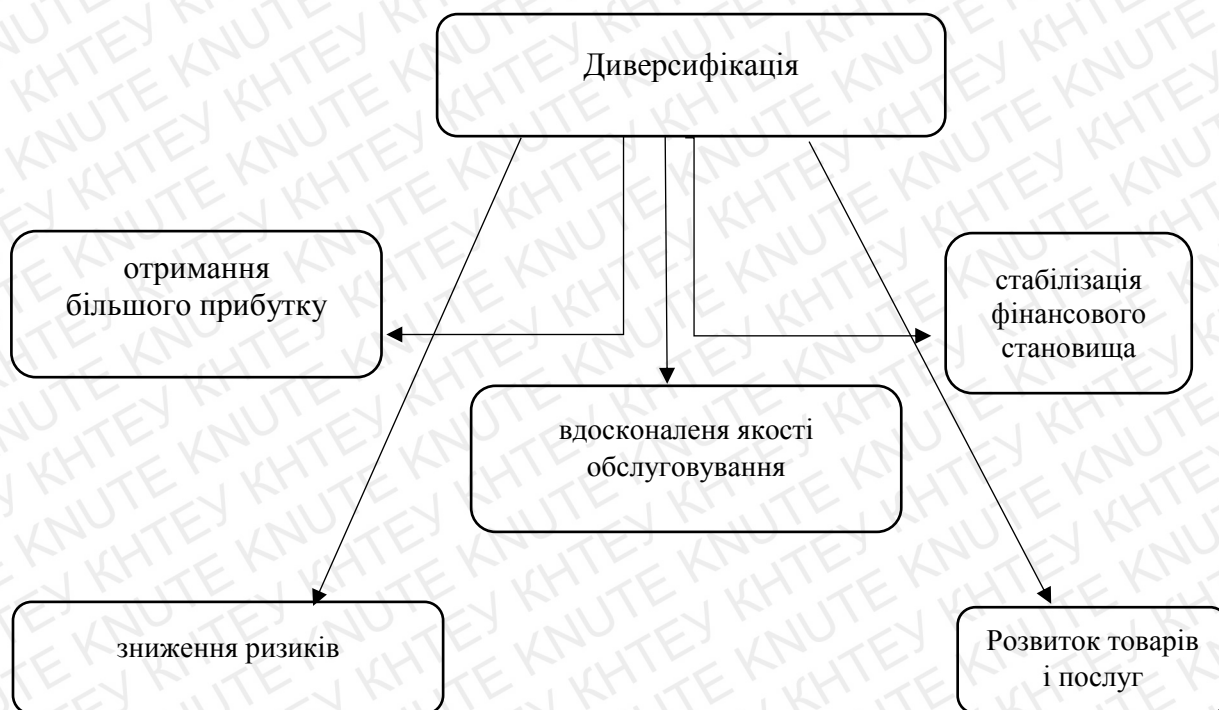 Диверсифікація
отримання
більшого прибутку
стабілізація
фінансового
становища
вдосконаленя якості
обслуговування
зниження ризиків
Розвиток товарів
і послуг